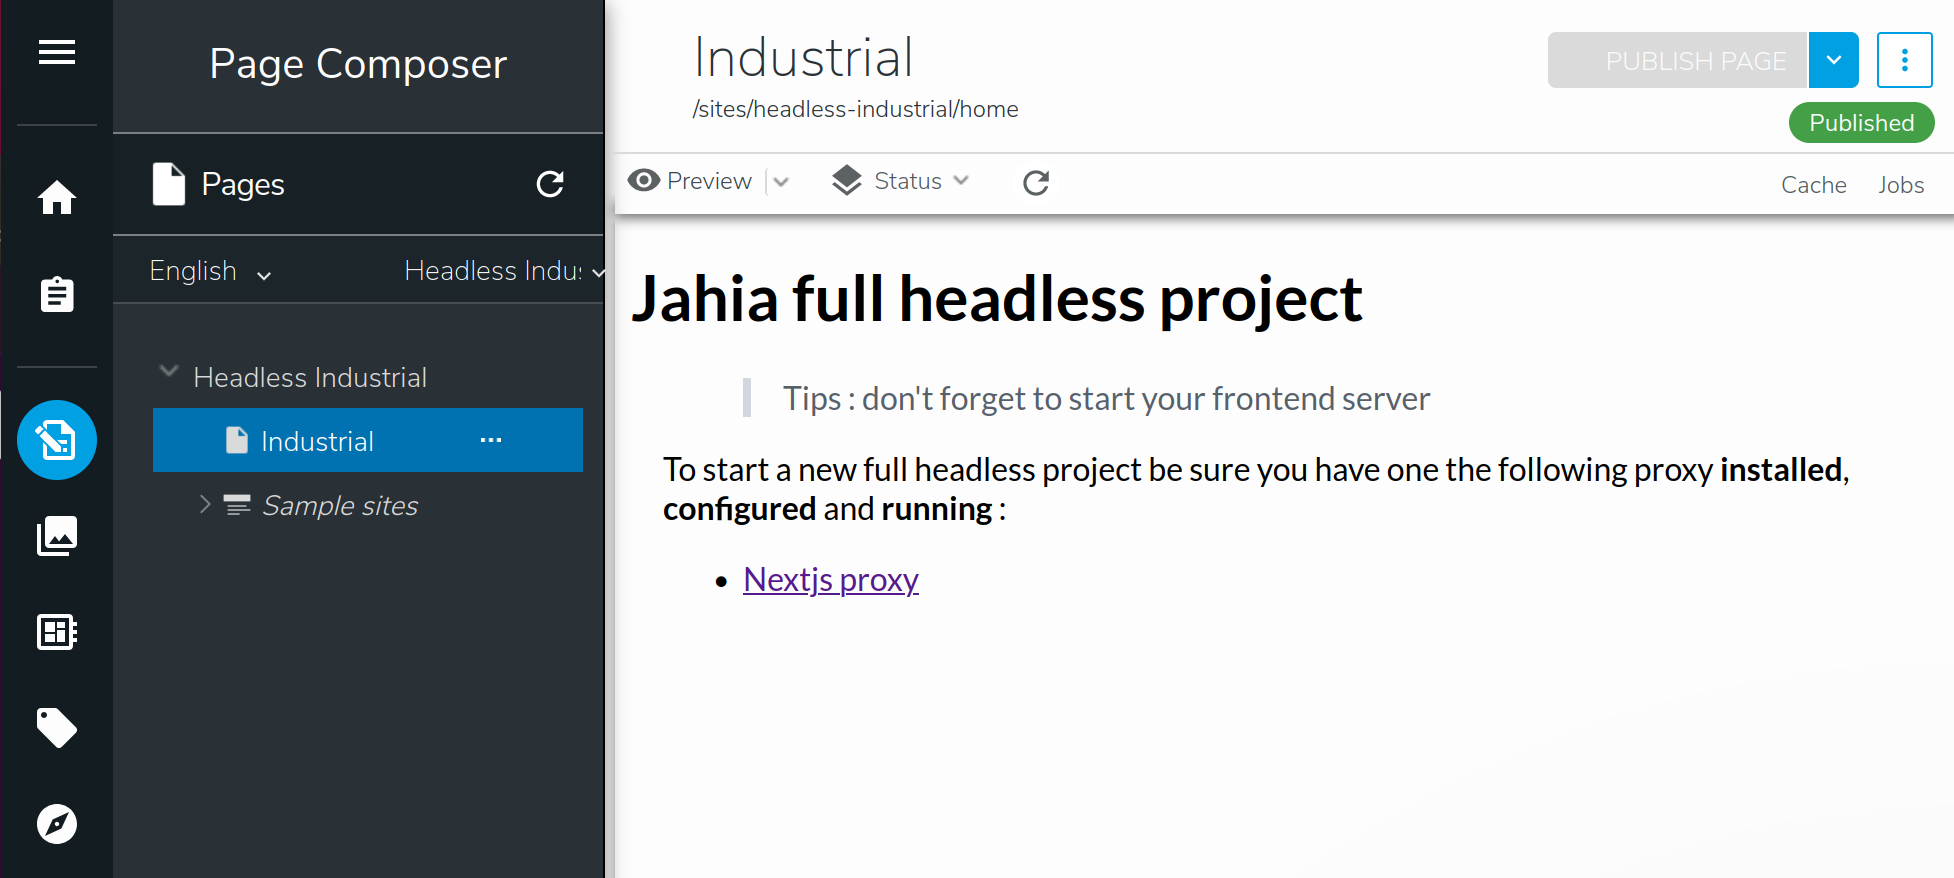 Page Composer
Pages
English
Headless Indus
Headless Industrial
Industrial
Sample sites
Industrial
/sites/headless-industrial/home
PUBLISH PAGE
Published
Preview
Status
Cache
Jobs
Jahia full headless project
Tips : don't forget to start your frontend server
To start a new full headless project be sure you have one the following proxy installed,
configured and running :
• Nextjs proxy